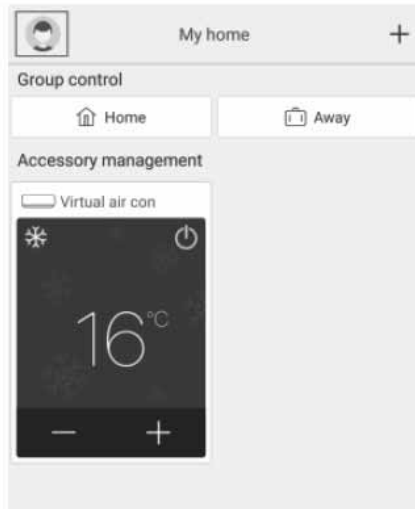 My home
Group control
Home
Away
Accessory management
Virtual air con
16°C